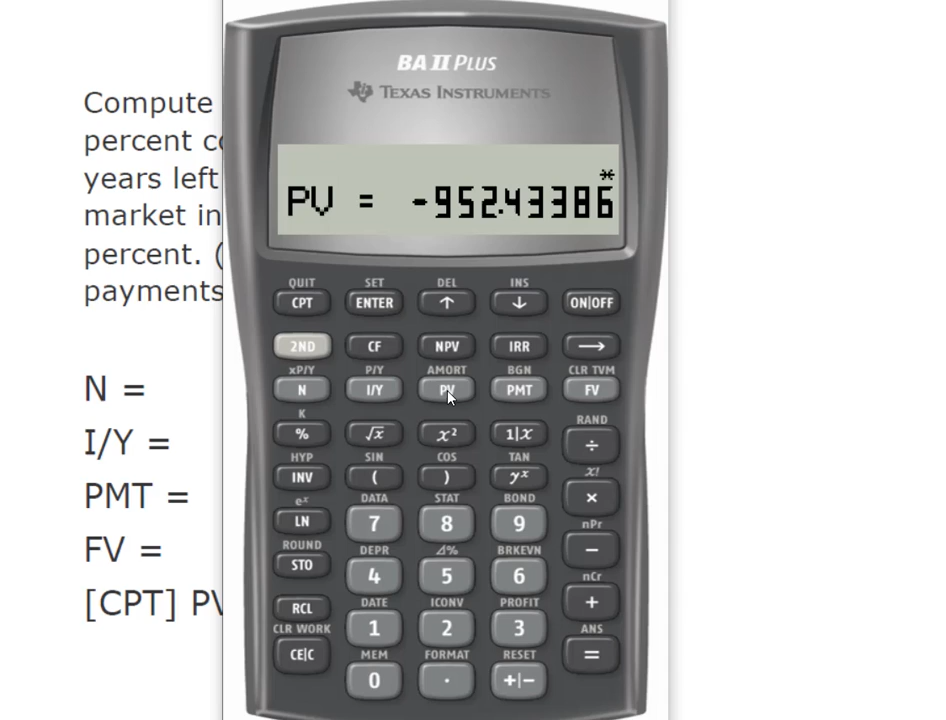 BA II PLUS
TEXAS INSTRUMENTS
Compute
percent
years left
market in
percent. (
payments
PV = -952.43386
*
QUIT SET DEL INS
CPT ENTER ↑ ↓ ON|OFF
2ND CF NPV IRR →
xP/Y P/Y AMORT BGN CLR TVM
N I/Y PV PMT FV
K RAND
% √x x² 1|x ÷
HYP SIN COS TAN x!
INV ( ) yˣ ×
eˣ DATA STAT BOND nPr
LN 7 8 9 −
ROUND DEPR Δ% BRKEVN nCr
STO 4 5 6 +
DATE ICONV PROFIT ANS
RCL 1 2 3 =
CLR WORK MEM FORMAT RESET
CE|C 0 . +|−
N =
I/Y =
PMT =
FV =
[CPT] PV